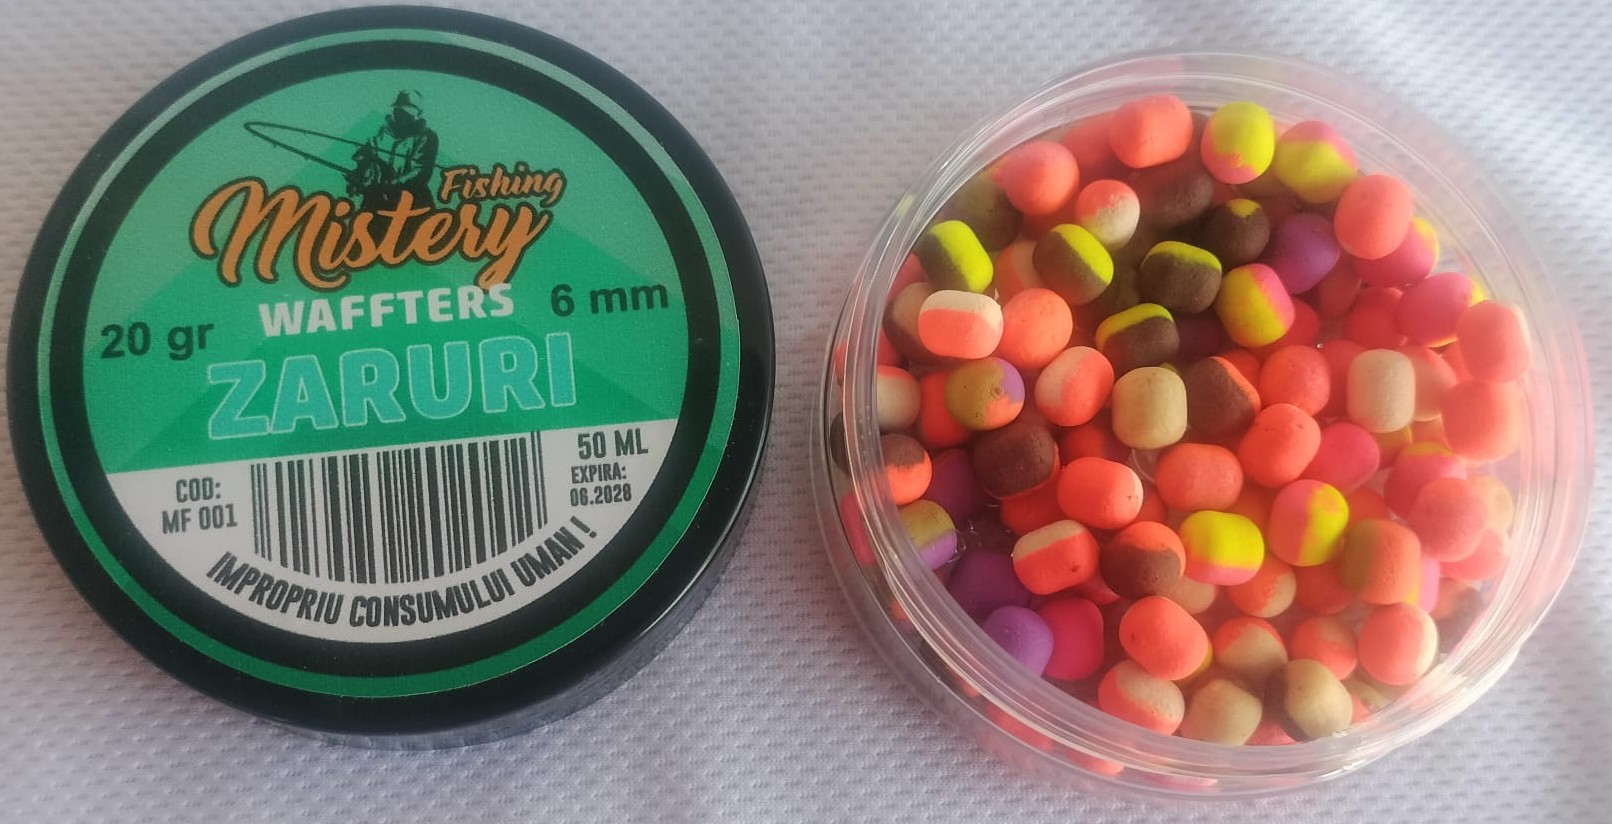 Fishing
Mistery
WAFFTERS
20 gr
6 mm
ZARURI
COD:
MF 001
50 ML
EXPIRA:
06.2028
IMPROPRIU CONSUMULUI UMAN !